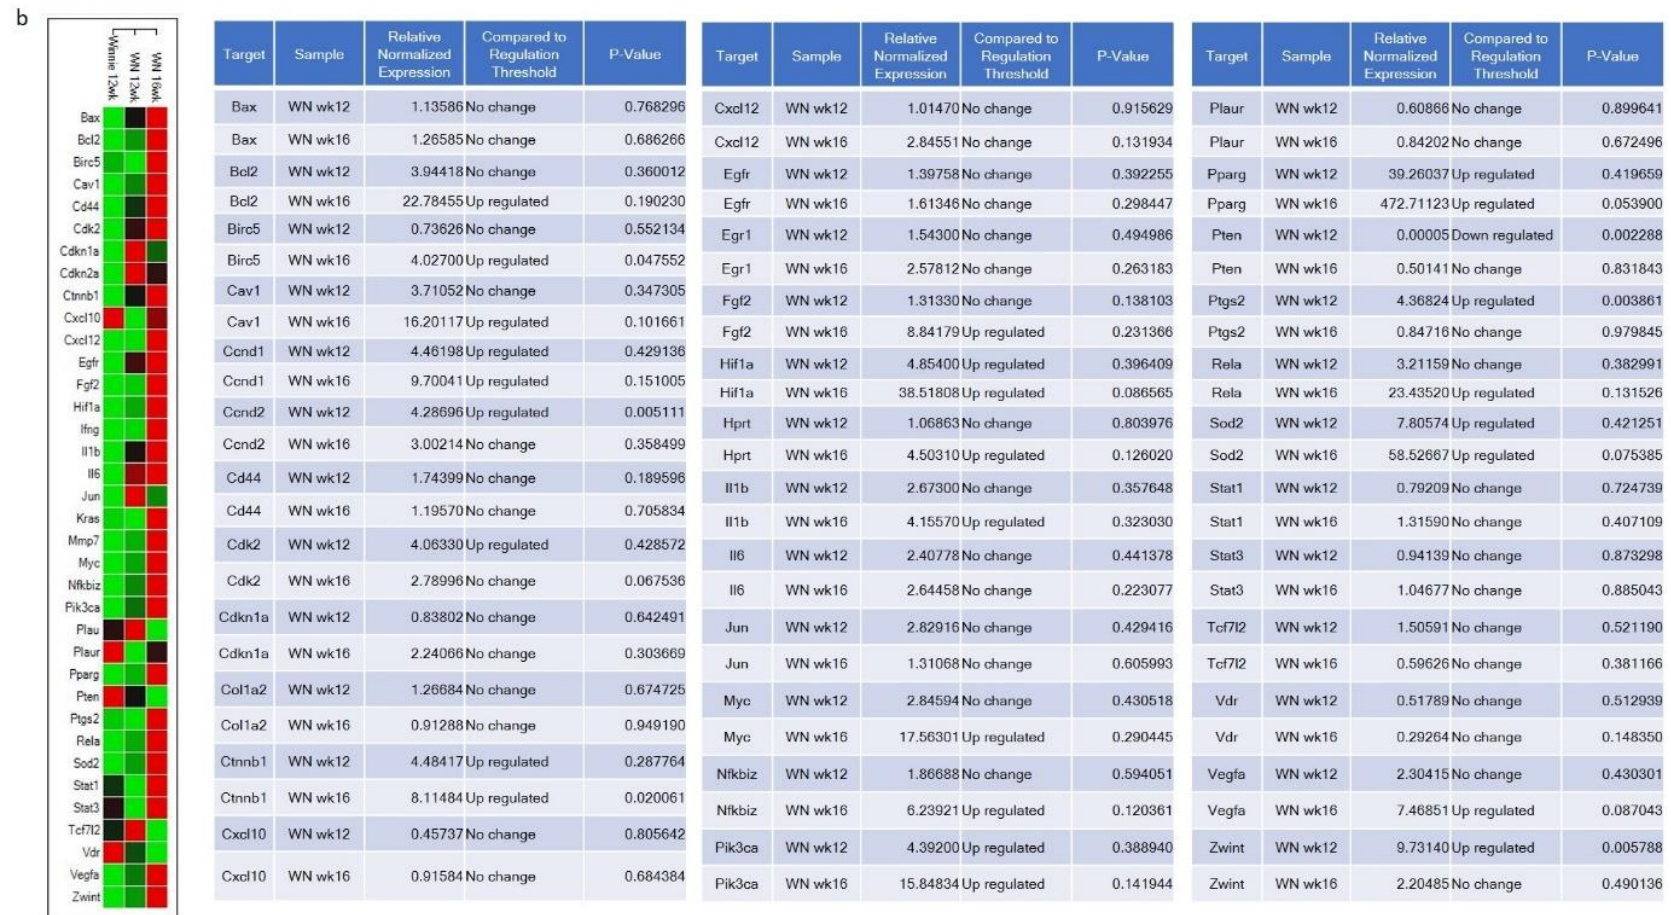 b
Winnie 12wk
WN 12wk
WN 16wk
Bax
Bcl2
Birc5
Cav1
Cd44
Cdk2
Cdkn1a
Cdkn2a
Ctnnb1
Cxcl10
Cxcl12
Egfr
Fgf2
Hif1a
Ifng
Il1b
Il6
Jun
Kras
Mmp7
Myc
Nfkbiz
Pik3ca
Plau
Plaur
Pparg
Pten
Ptgs2
Rela
Sod2
Stat1
Stat3
Tcf7l2
Vdr
Vegfa
Zwint
Target Sample Relative Normalized Expression Compared to Regulation Threshold P-Value
Bax WN wk12 1.13586 No change 0.768296
Bax WN wk16 1.26585 No change 0.686266
Bcl2 WN wk12 3.94418 No change 0.360012
Bcl2 WN wk16 22.78455 Up regulated 0.190230
Birc5 WN wk12 0.73626 No change 0.552134
Birc5 WN wk16 4.02700 Up regulated 0.047552
Cav1 WN wk12 3.71052 No change 0.347305
Cav1 WN wk16 16.20117 Up regulated 0.101661
Ccnd1 WN wk12 4.46198 Up regulated 0.429136
Ccnd1 WN wk16 9.70041 Up regulated 0.151005
Ccnd2 WN wk12 4.28696 Up regulated 0.005111
Ccnd2 WN wk16 3.00214 No change 0.358499
Cd44 WN wk12 1.74399 No change 0.189596
Cd44 WN wk16 1.19570 No change 0.705834
Cdk2 WN wk12 4.06330 Up regulated 0.428572
Cdk2 WN wk16 2.78996 No change 0.067536
Cdkn1a WN wk12 0.83802 No change 0.642491
Cdkn1a WN wk16 2.24066 No change 0.303669
Col1a2 WN wk12 1.26684 No change 0.674725
Col1a2 WN wk16 0.91288 No change 0.949190
Ctnnb1 WN wk12 4.48417 Up regulated 0.287764
Ctnnb1 WN wk16 8.11484 Up regulated 0.020061
Cxcl10 WN wk12 0.45737 No change 0.805642
Cxcl10 WN wk16 0.91584 No change 0.684384
Target Sample Relative Normalized Expression Compared to Regulation Threshold P-Value
Cxcl12 WN wk12 1.01470 No change 0.915629
Cxcl12 WN wk16 2.84551 No change 0.131934
Egfr WN wk12 1.39758 No change 0.392255
Egfr WN wk16 1.61346 No change 0.298447
Egr1 WN wk12 1.54300 No change 0.494986
Egr1 WN wk16 2.57812 No change 0.263183
Fgf2 WN wk12 1.31330 No change 0.138103
Fgf2 WN wk16 8.84179 Up regulated 0.231366
Hif1a WN wk12 4.85400 Up regulated 0.396409
Hif1a WN wk16 38.51808 Up regulated 0.086565
Hprt WN wk12 1.06863 No change 0.803976
Hprt WN wk16 4.50310 Up regulated 0.126020
Il1b WN wk12 2.67300 No change 0.357648
Il1b WN wk16 4.15570 Up regulated 0.323030
Il6 WN wk12 2.40778 No change 0.441378
Il6 WN wk16 2.64458 No change 0.223077
Jun WN wk12 2.82916 No change 0.429416
Jun WN wk16 1.31068 No change 0.605993
Myc WN wk12 2.84594 No change 0.430518
Myc WN wk16 17.56301 Up regulated 0.290445
Nfkbiz WN wk12 1.86688 No change 0.594051
Nfkbiz WN wk16 6.23921 Up regulated 0.120361
Pik3ca WN wk12 4.39200 Up regulated 0.388940
Pik3ca WN wk16 15.84834 Up regulated 0.141944
Target Sample Relative Normalized Expression Compared to Regulation Threshold P-Value
Plaur WN wk12 0.60866 No change 0.899641
Plaur WN wk16 0.84202 No change 0.672496
Pparg WN wk12 39.26037 Up regulated 0.419659
Pparg WN wk16 472.71123 Up regulated 0.053900
Pten WN wk12 0.00005 Down regulated 0.002288
Pten WN wk16 0.50141 No change 0.831843
Ptgs2 WN wk12 4.36824 Up regulated 0.003861
Ptgs2 WN wk16 0.84716 No change 0.979845
Rela WN wk12 3.21159 No change 0.382991
Rela WN wk16 23.43520 Up regulated 0.131526
Sod2 WN wk12 7.80574 Up regulated 0.421251
Sod2 WN wk16 58.52667 Up regulated 0.075385
Stat1 WN wk12 0.79209 No change 0.724739
Stat1 WN wk16 1.31590 No change 0.407109
Stat3 WN wk12 0.94139 No change 0.873298
Stat3 WN wk16 1.04677 No change 0.885043
Tcf7l2 WN wk12 1.50591 No change 0.521190
Tcf7l2 WN wk16 0.59626 No change 0.381166
Vdr WN wk12 0.51789 No change 0.512939
Vdr WN wk16 0.29264 No change 0.148350
Vegfa WN wk12 2.30415 No change 0.430301
Vegfa WN wk16 7.46851 Up regulated 0.087043
Zwint WN wk12 9.73140 Up regulated 0.005788
Zwint WN wk16 2.20485 No change 0.490136